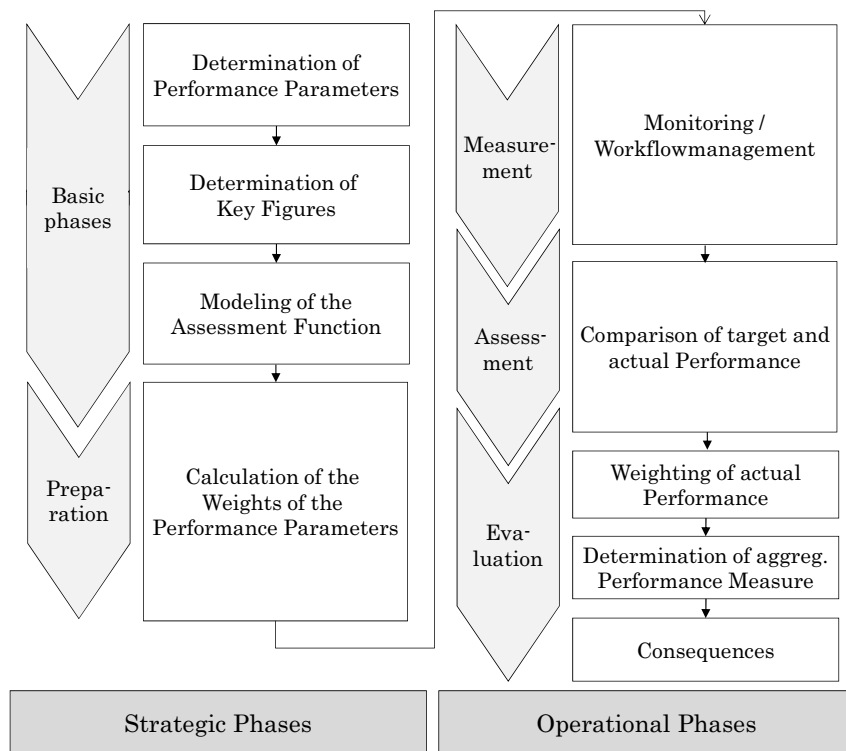 Basic
phases
Determination of
Performance Parameters
Determination of
Key Figures
Modeling of the
Assessment Function
Prepa-
ration
Calculation of the
Weights of the
Performance Parameters
Strategic Phases
Measure-
ment
Monitoring /
Workflowmanagement
Assess-
ment
Comparison of target and
actual Performance
Eva-
luation
Weighting of actual
Performance
Determination of aggreg.
Performance Measure
Consequences
Operational Phases